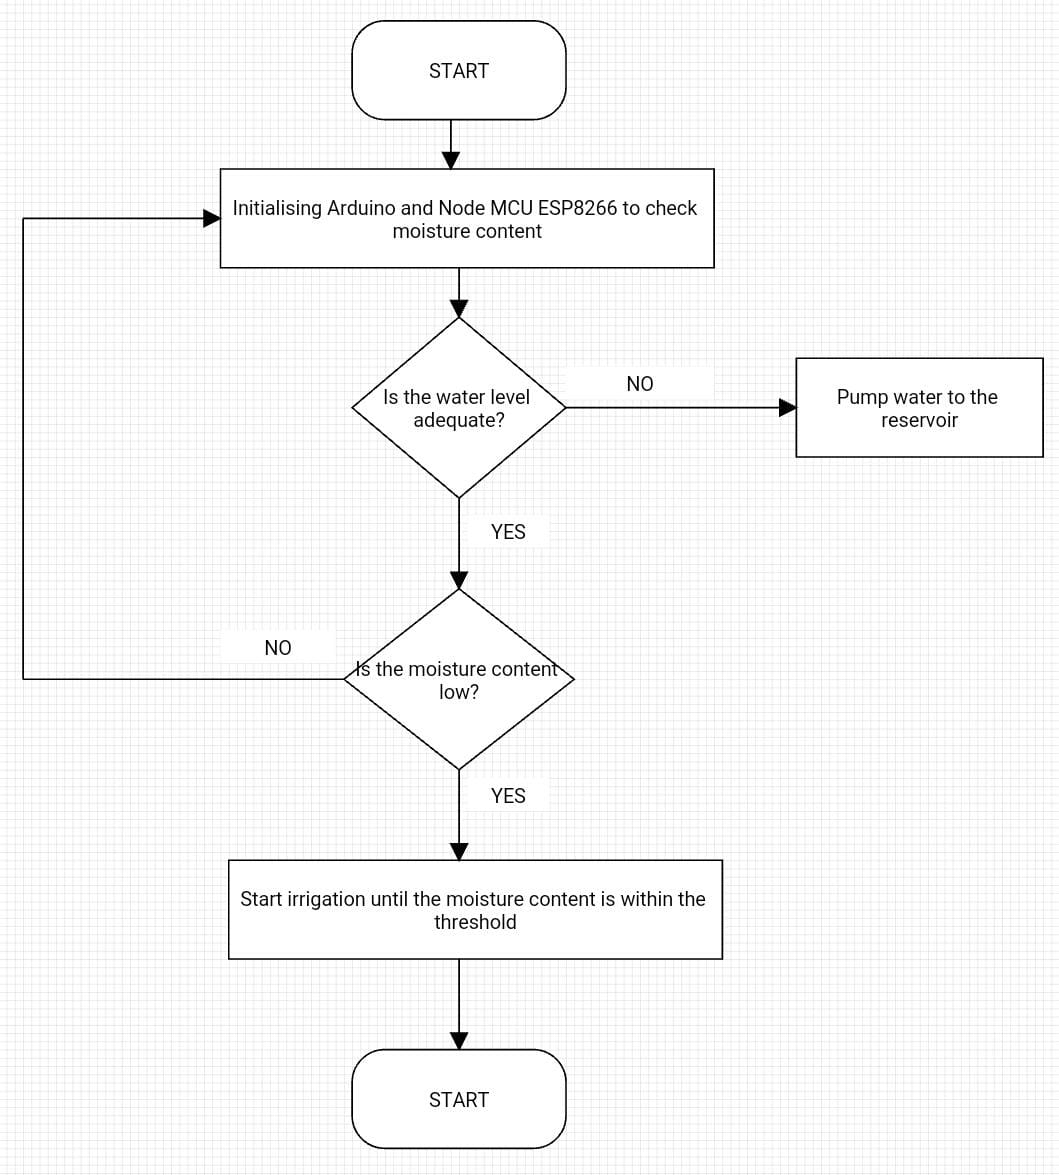 START
Initialising Arduino and Node MCU ESP8266 to check
moisture content
Is the water level
adequate?
NO
Pump water to the
reservoir
YES
NO
Is the moisture content
low?
YES
Start irrigation until the moisture content is within the
threshold
START